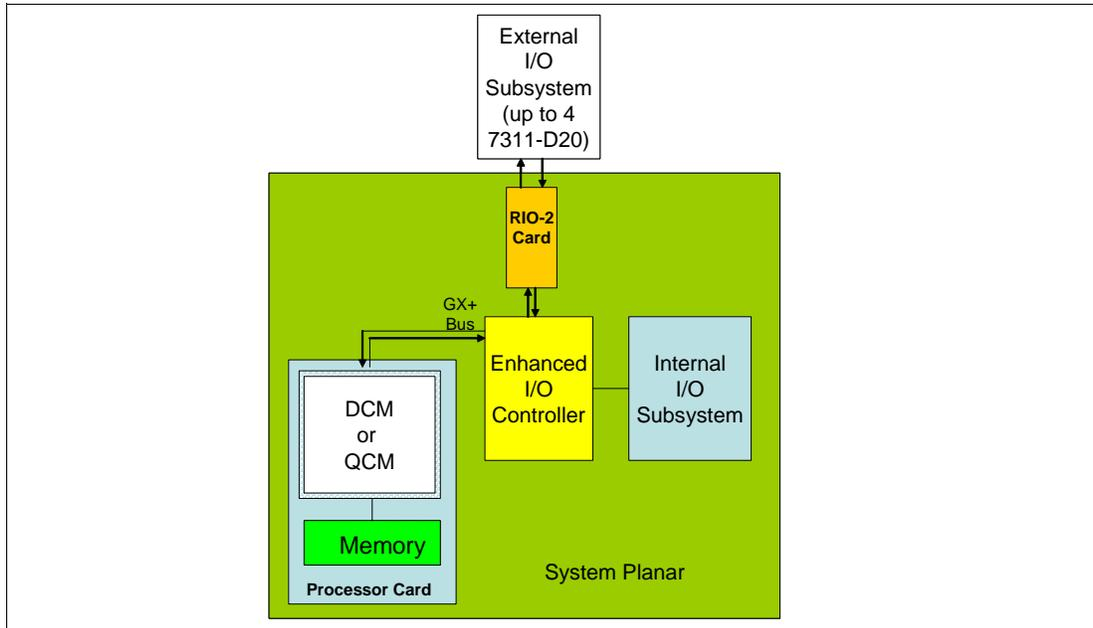 External
I/O
Subsystem
(up to 4
7311-D20)
RIO-2
Card
GX+
Bus
Enhanced
I/O
Controller
Internal
I/O
Subsystem
DCM
or
QCM
Memory
Processor Card
System Planar